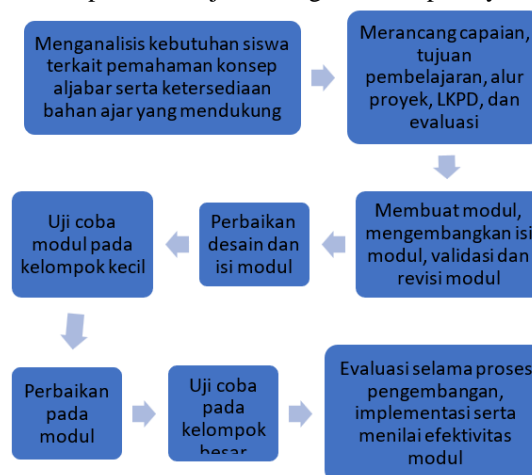 Menganalisis kebutuhan siswa
terkait pemahaman konsep
aljabar serta ketersediaan
bahan ajar yang mendukung
Merancang capaian,
tujuan
pembelajaran, alur
proyek, LKPD, dan
evaluasi
Membuat modul,
mengembangkan isi
modul, validasi dan
revisi modul
Perbaikan
desain dan
isi modul
Uji coba
modul pada
kelompok kecil
Perbaikan
pada
modul
Uji coba
pada
kelompok
besar
Evaluasi selama proses
pengembangan,
implementasi serta
menilai efektivitas
modul